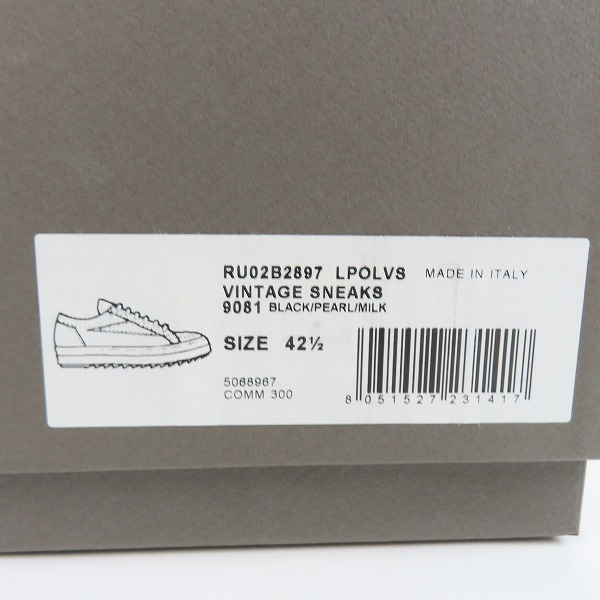 RU02B2897 LPOLVS MADE IN ITALY
VINTAGE SNEAKS
9081 BLACK/PEARL/MILK
SIZE 42½
5068967
COMM 300
8 051527 231417